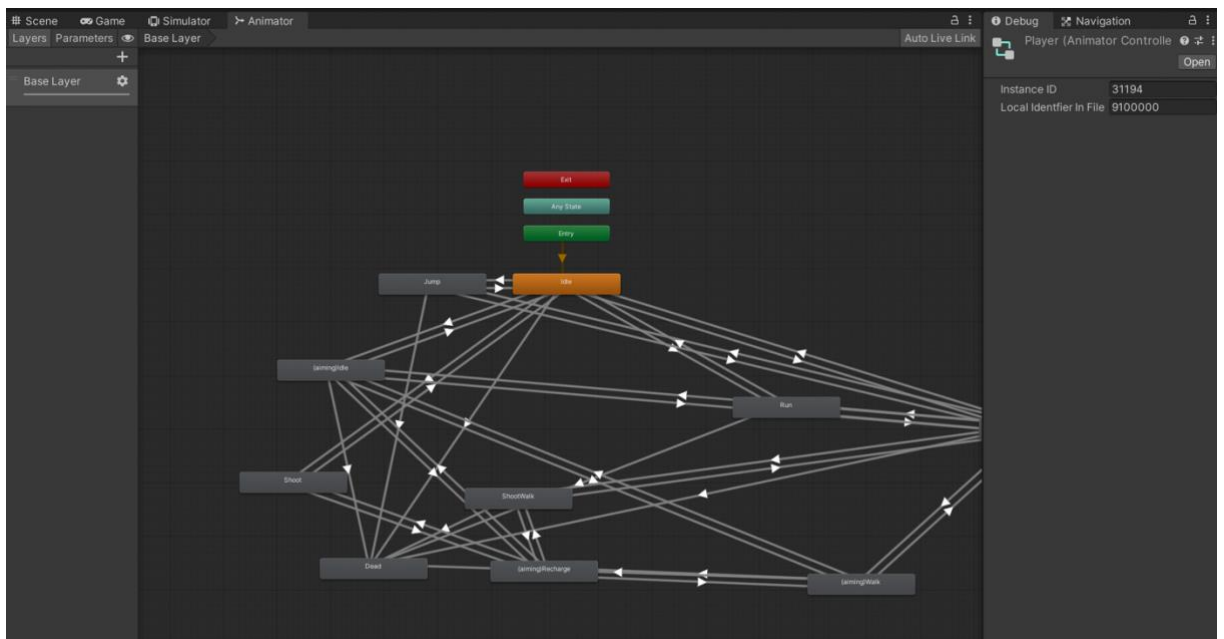 Scene Game Simulator Animator
Debug Navigation
Layers Parameters Base Layer Auto Live Link
Player (Animator Controlle
Open
Base Layer
Instance ID 31194
Local Identfier In File 9100000
Exit
Any State
Entry
Jump Idle
(aiming)Idle
Run
Shoot
ShootWalk
Dead (aiming)Recharge
(aiming)Walk